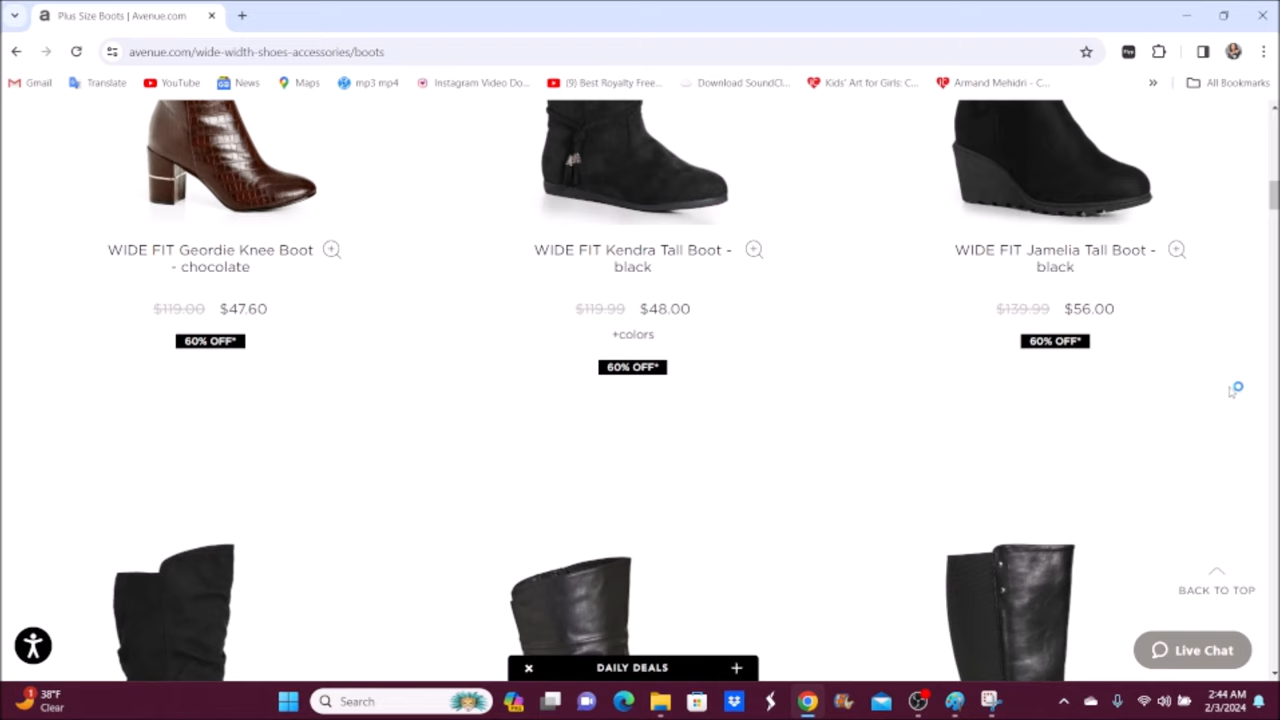 Plus Size Boots | Avenue.com
avenue.com/wide-width-shoes-accessories/boots
Gmail
Translate
YouTube
News
Maps
mp3 mp4
Instagram Video Do...
(9) Best Royalty Free...
Download SoundCl...
Kids' Art for Girls: C...
Armand Mehidri – C...
All Bookmarks
WIDE FIT Geordie Knee Boot
- chocolate
$119.00 $47.60
60% OFF*
WIDE FIT Kendra Tall Boot -
black
$119.99 $48.00
+colors
60% OFF*
WIDE FIT Jamelia Tall Boot -
black
$139.99 $56.00
60% OFF*
BACK TO TOP
Live Chat
DAILY DEALS
1
38°F
Clear
Search
2:44 AM
2/3/2024